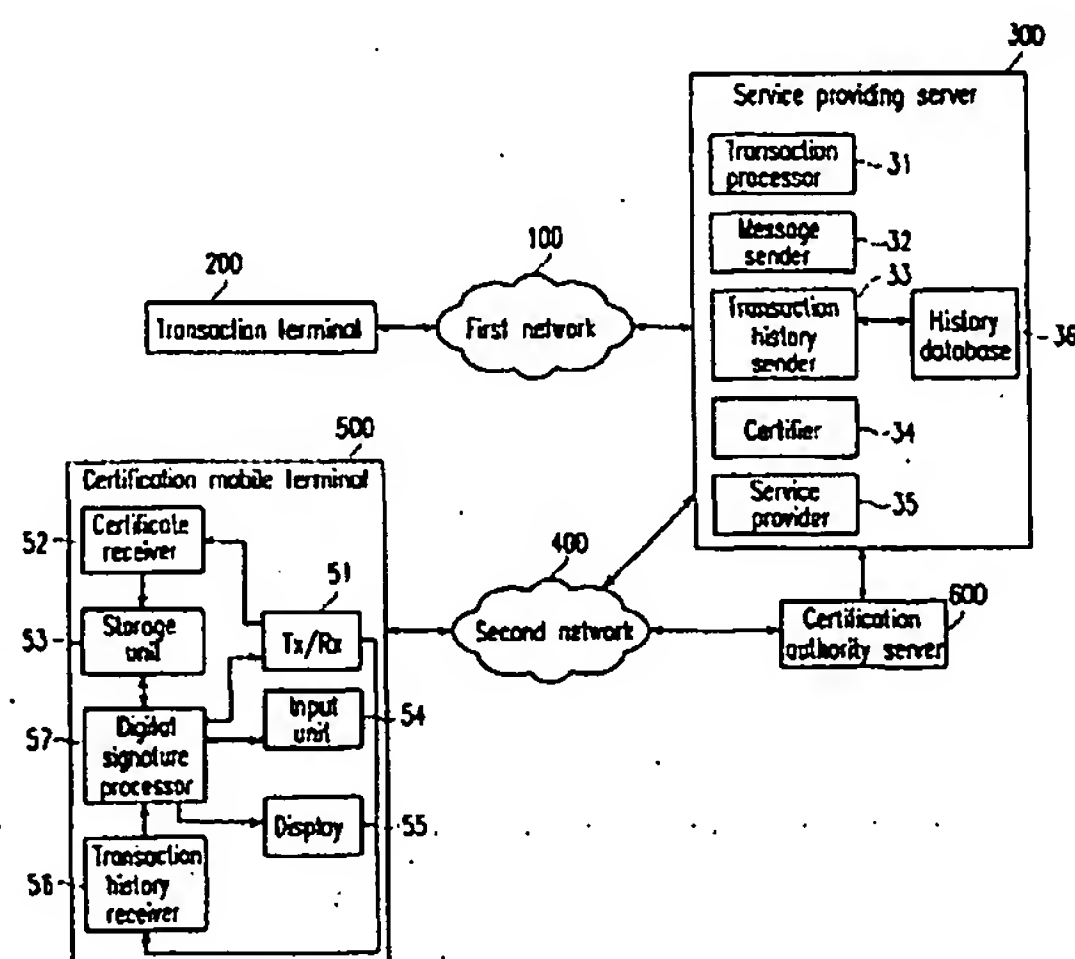 300
Service providing server
Transaction
processor
31
Message
sender
32
33
Transaction
history
sender
History
database
36
Certifier
34
Service
provider
35
200
Transaction terminal
100
First network
500
Certification mobile terminal
52
Certificate
receiver
51
Tx/Rx
53
Storage
unit
Input
unit
54
57
Digital
signature
processor
Display
55
56
Transaction
history
receiver
400
Second network
600
Certification
authority server